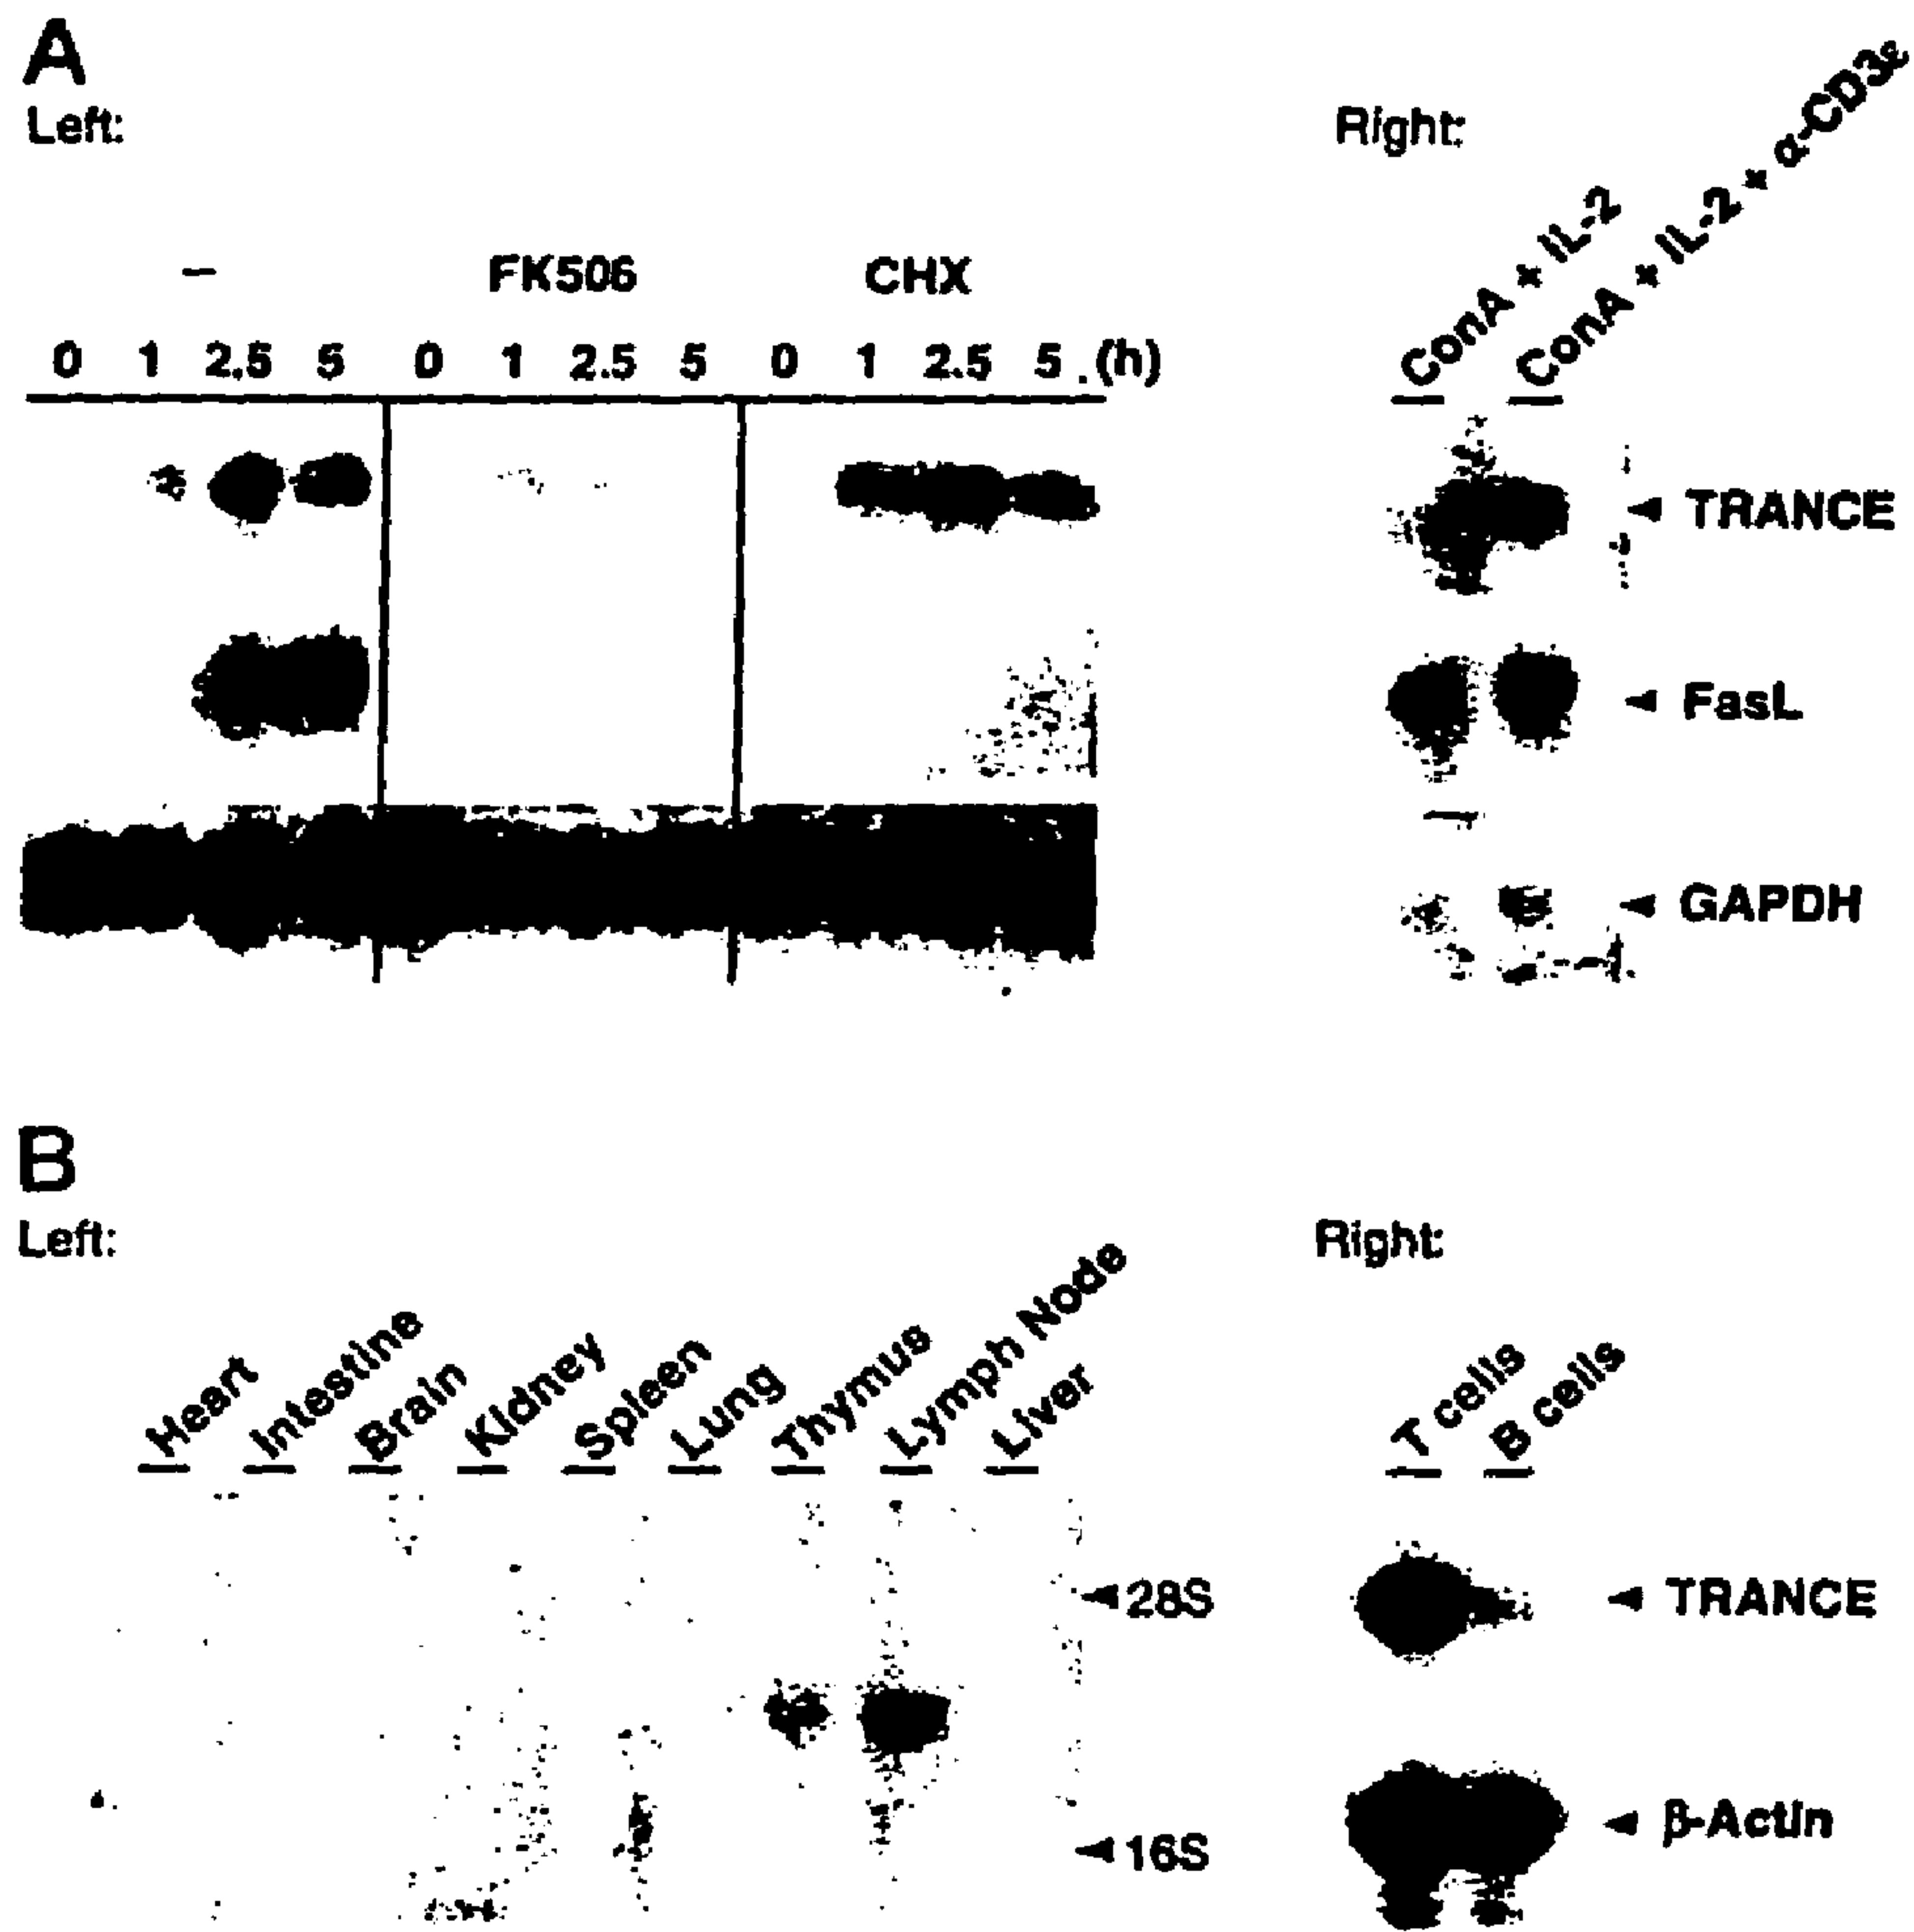 A
Left:
Right:
ConA + IL-2
ConA + IL-2 + α-CD3ε
– FK506 CHX
0 1 2.5 5 0 1 2.5 5 0 1 2.5 5 (h)
TRANCE
FasL
GAPDH
B
Left:
Right:
Heart
Intestine
Brain
Kidney
Spleen
Lung
Thymus
Lymph Node
Liver
T cells
B cells
28S
TRANCE
16S
β-Actin